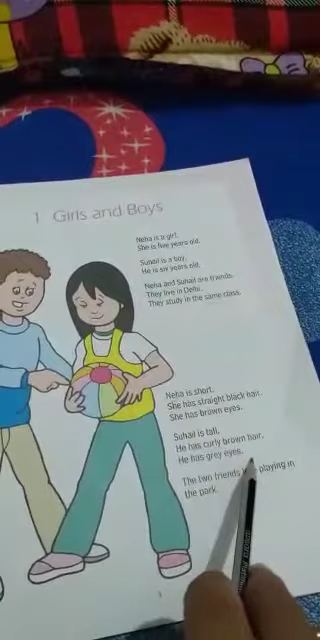 1 Girls and Boys
Neha is a girl.
She is five years old.
Suhail is a boy.
He is six years old.
Neha and Suhail are friends.
They live in Delhi.
They study in the same class.
Neha is short.
She has straight black hair.
She has brown eyes.
Suhail is tall.
He has curly brown hair.
He has grey eyes.
The two friends playing in
the park.